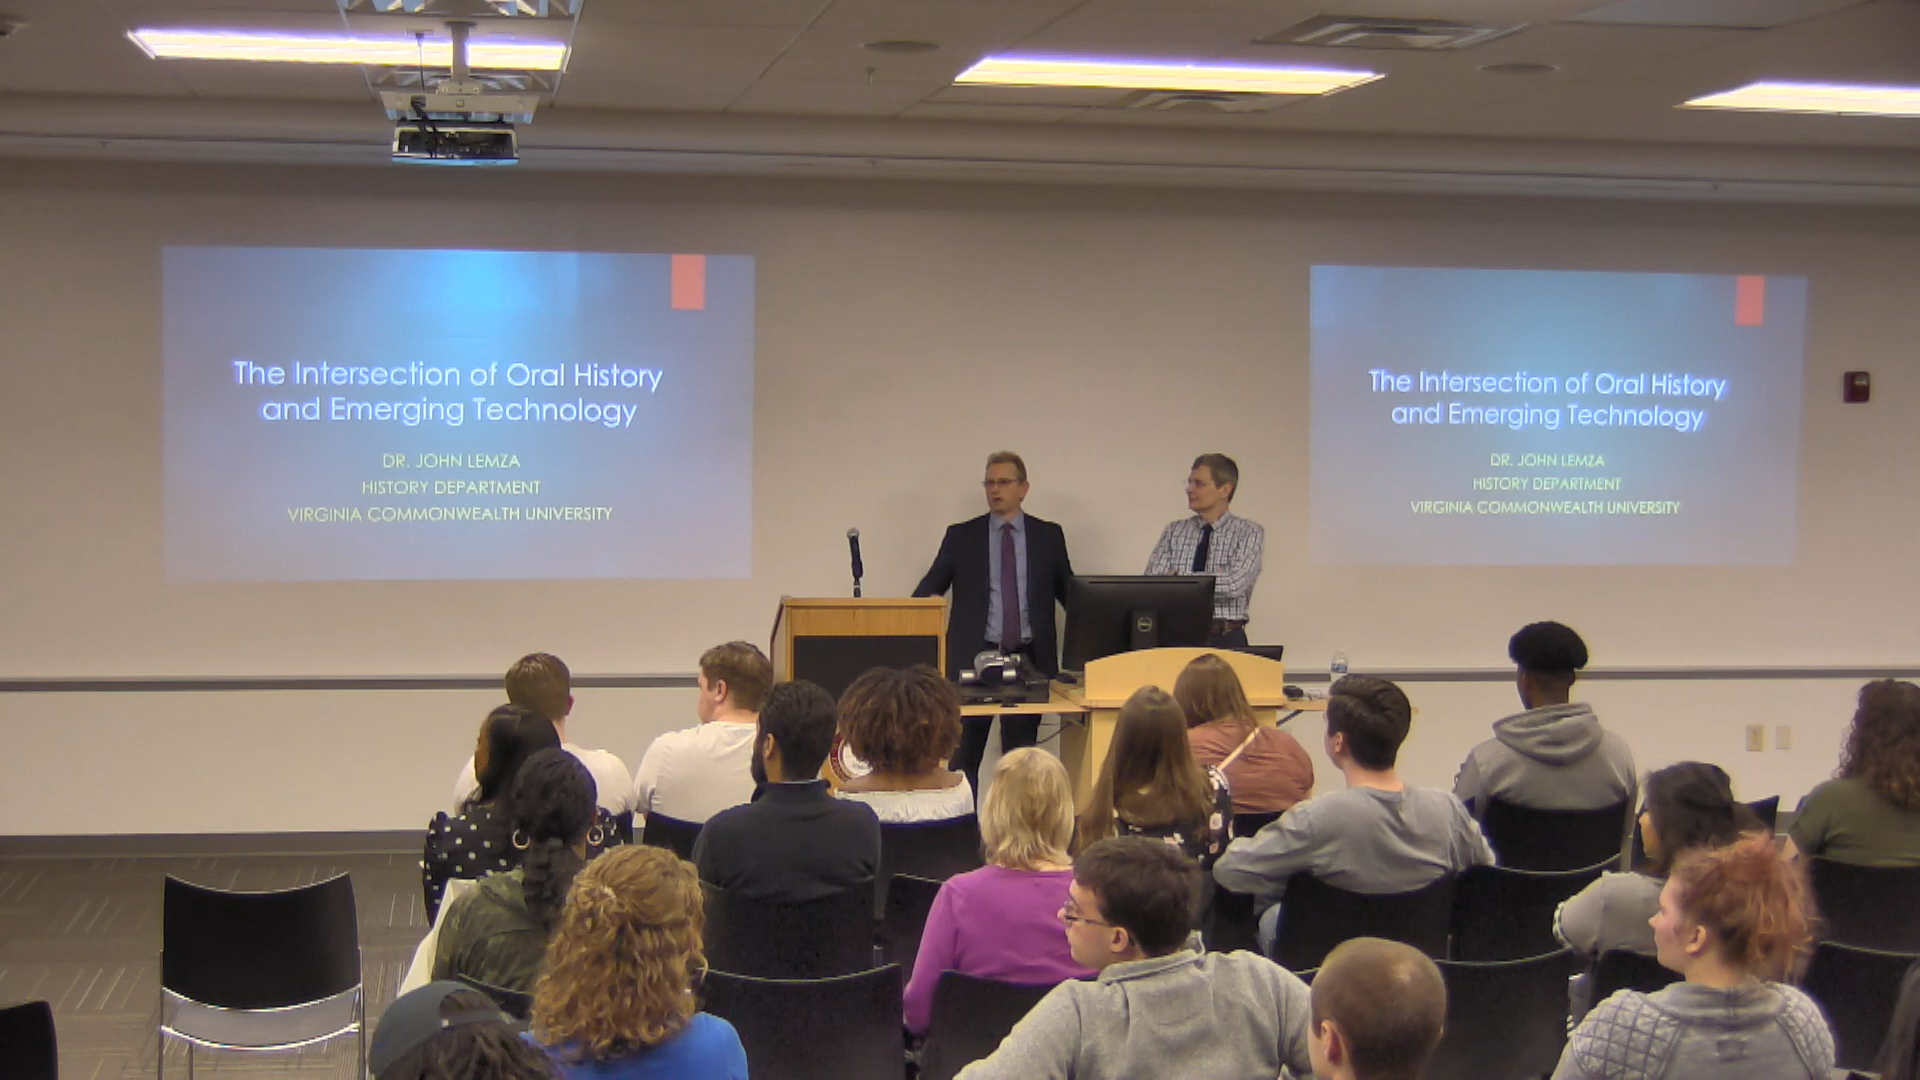 The Intersection of Oral History
and Emerging Technology
DR. JOHN LEMZA
HISTORY DEPARTMENT
VIRGINIA COMMONWEALTH UNIVERSITY
The Intersection of Oral History
and Emerging Technology
DR. JOHN LEMZA
HISTORY DEPARTMENT
VIRGINIA COMMONWEALTH UNIVERSITY
DELL